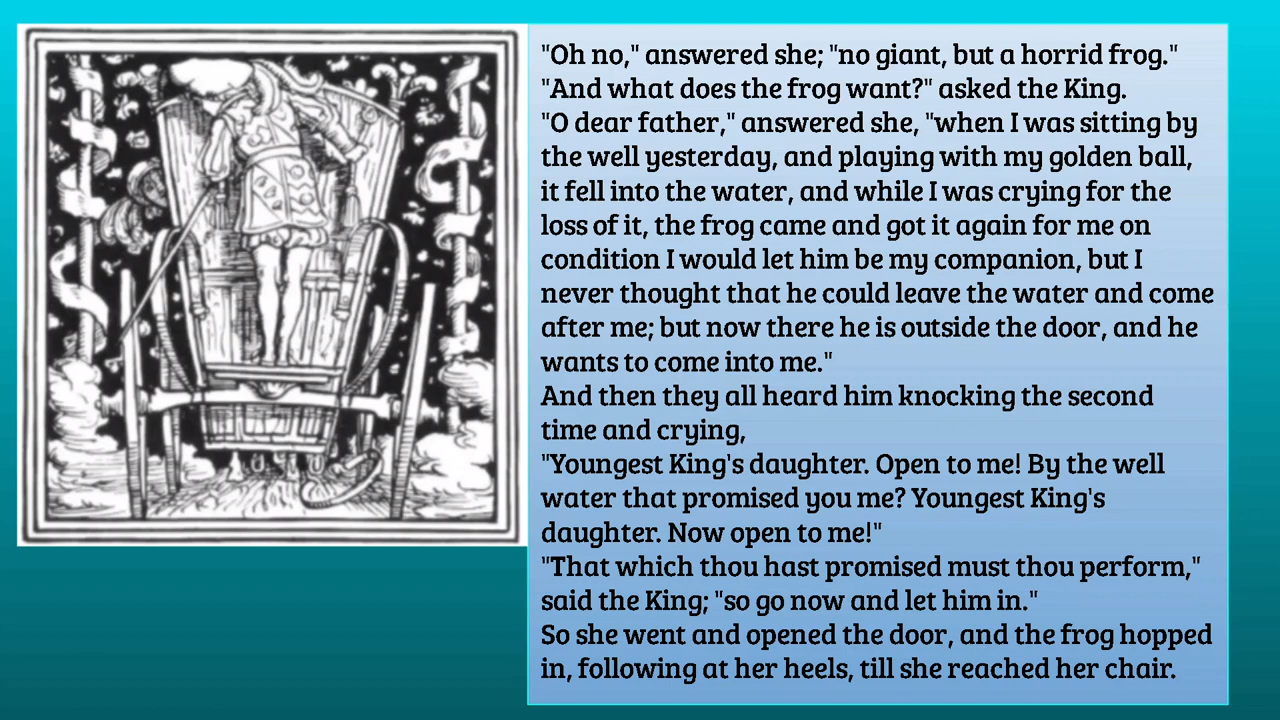 "Oh no," answered she; "no giant, but a horrid frog."
"And what does the frog want?" asked the King.
"O dear father," answered she, "when I was sitting by
the well yesterday, and playing with my golden ball,
it fell into the water, and while I was crying for the
loss of it, the frog came and got it again for me on
condition I would let him be my companion, but I
never thought that he could leave the water and come
after me; but now there he is outside the door, and he
wants to come into me."
And then they all heard him knocking the second
time and crying,
"Youngest King's daughter. Open to me! By the well
water that promised you me? Youngest King's
daughter. Now open to me!"
"That which thou hast promised must thou perform,"
said the King; "so go now and let him in."
So she went and opened the door, and the frog hopped
in, following at her heels, till she reached her chair.